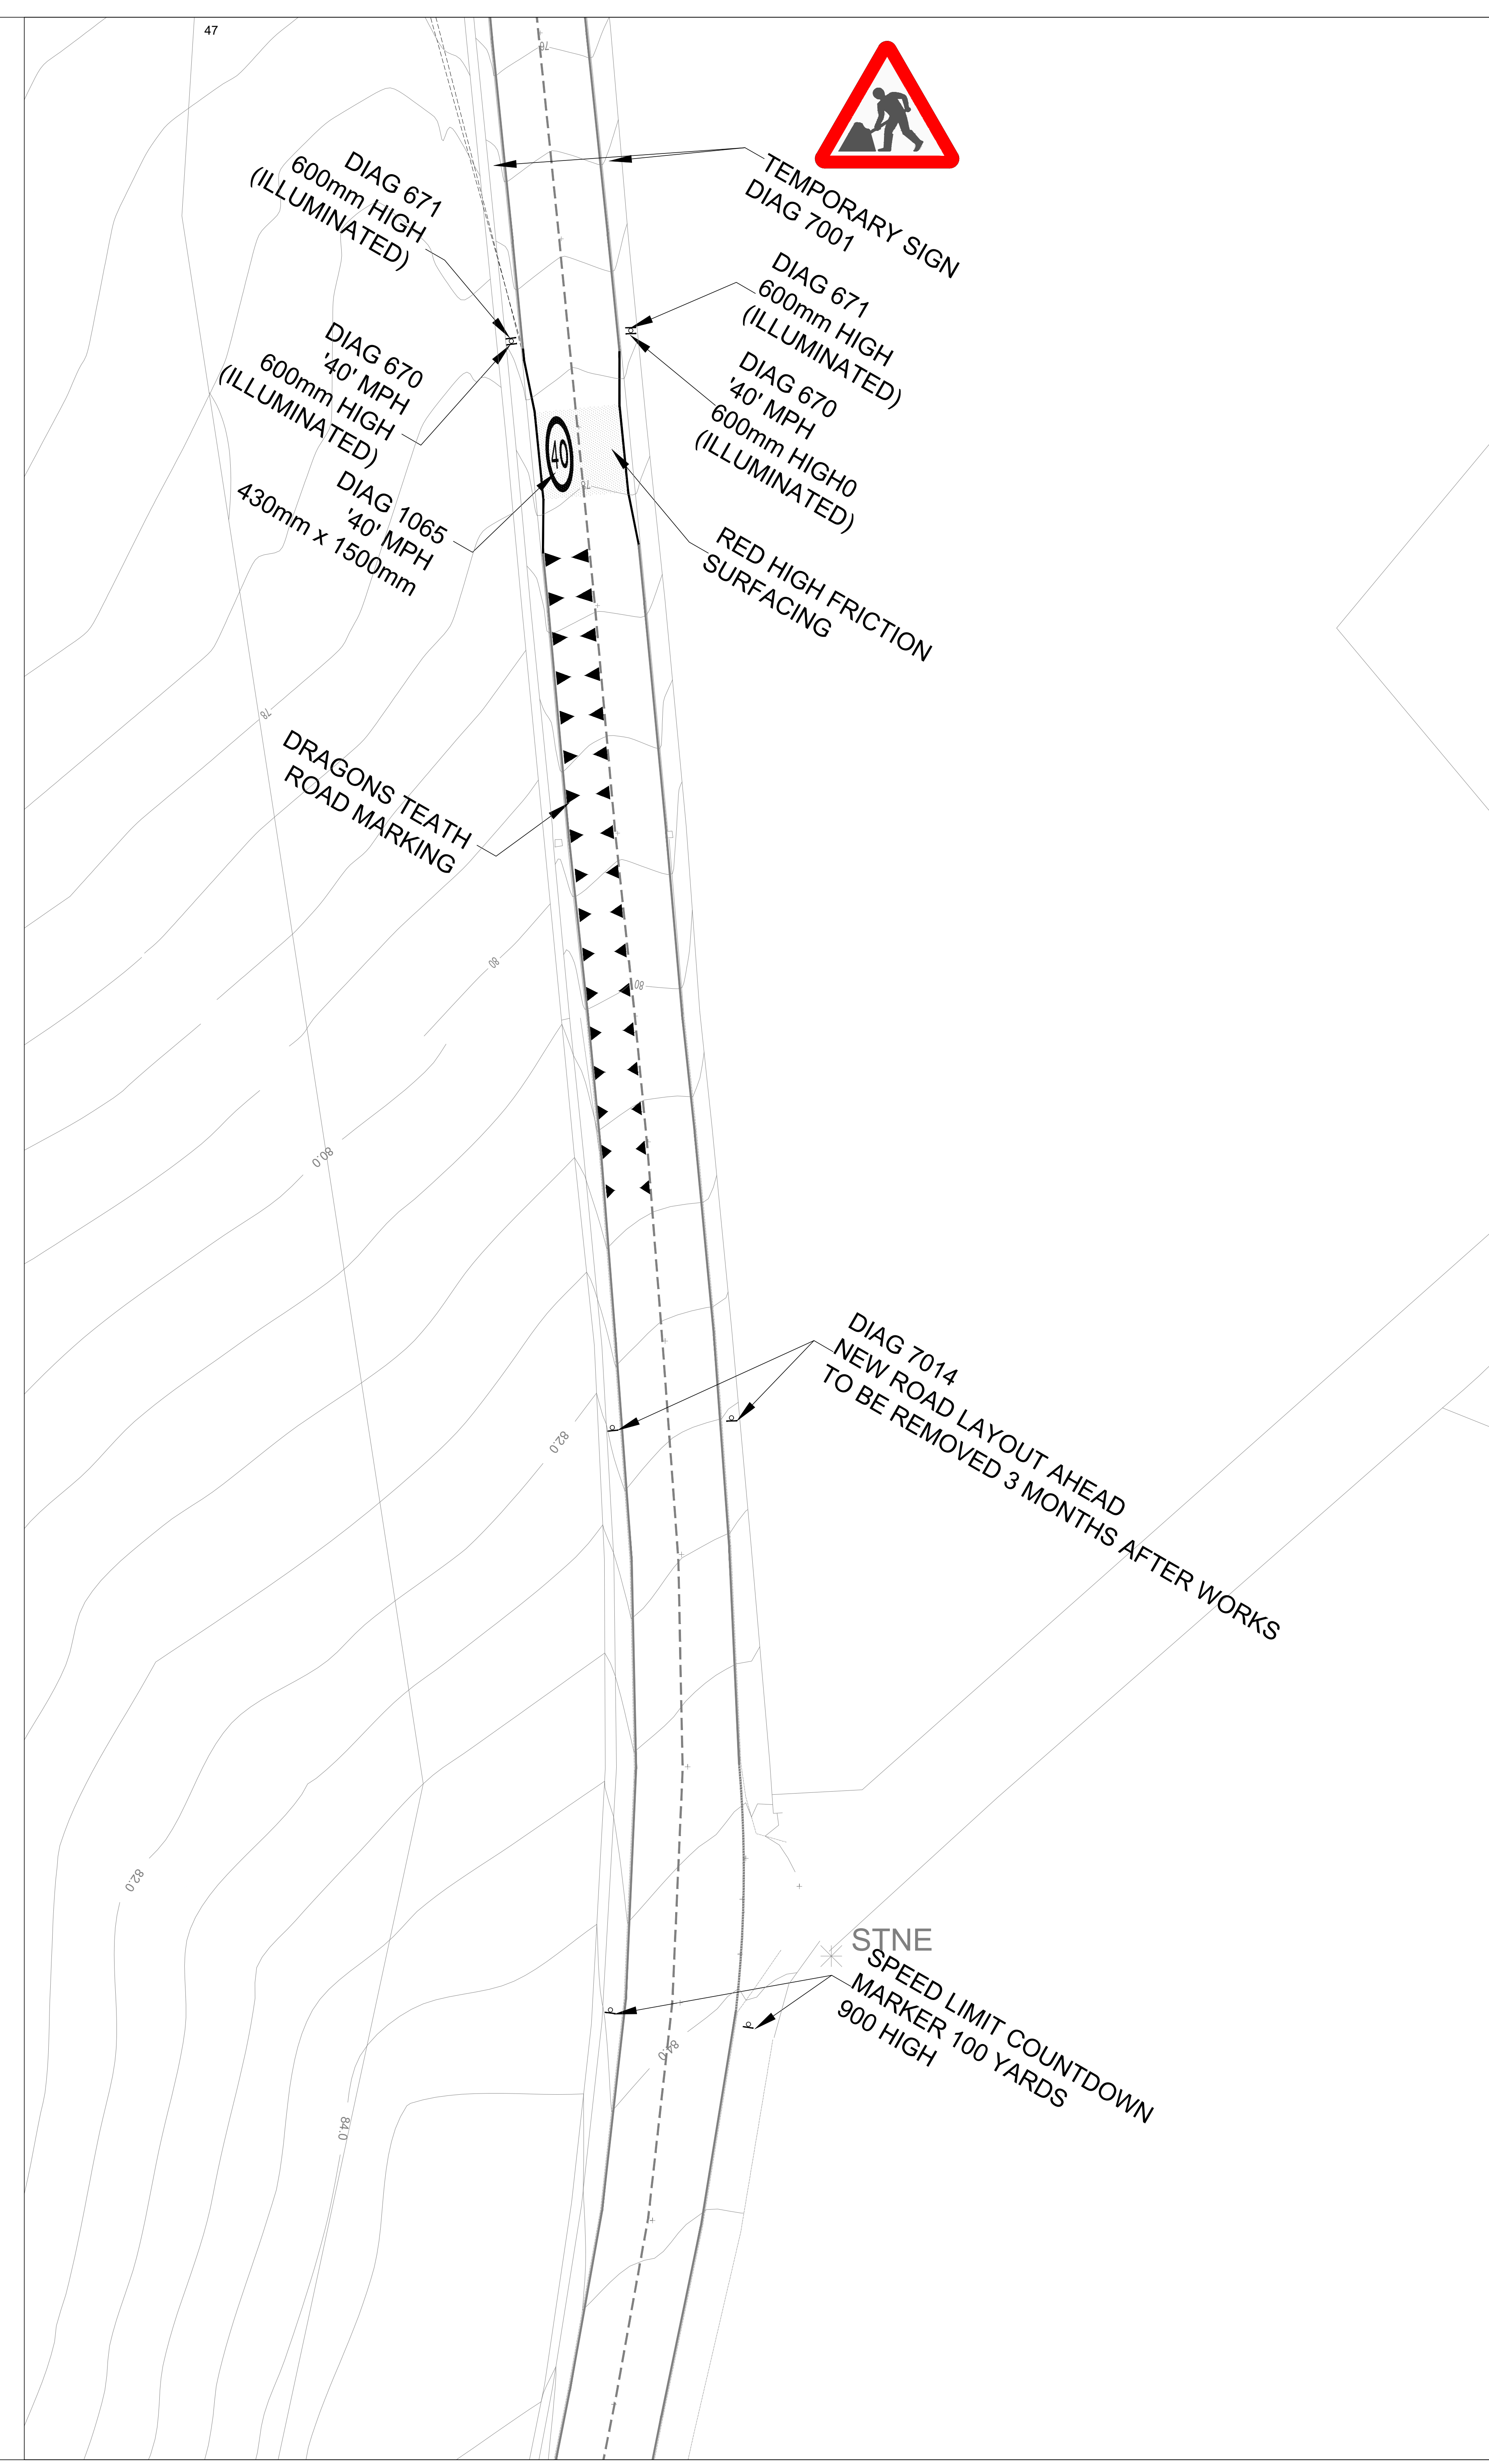 47
76
DIAG 671
600mm HIGH
(ILLUMINATED)
TEMPORARY SIGN
DIAG 7001
DIAG 671
600mm HIGH
(ILLUMINATED)
DIAG 670
'40' MPH
600mm HIGH
(ILLUMINATED)
DIAG 670
'40' MPH
600mm HIGH0
(ILLUMINATED)
40
78
DIAG 1065
'40' MPH
430mm x 1500mm
RED HIGH FRICTION
SURFACING
78
DRAGONS TEATH
ROAD MARKING
80
80
80.0
DIAG 7014
NEW ROAD LAYOUT AHEAD
TO BE REMOVED 3 MONTHS AFTER WORKS
82.0
82.0
STNE
SPEED LIMIT COUNTDOWN
MARKER 100 YARDS
900 HIGH
84.0
84.0